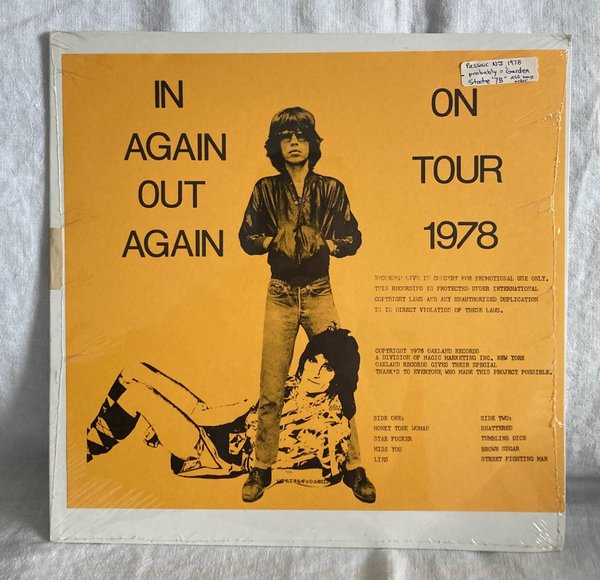 Passaic NJ 1978
probably = Garden
State "78"
IN
AGAIN
OUT
AGAIN
ON
TOUR
1978
RECORDED LIVE IN CONCERT FOR PROMOTIONAL USE ONLY.
THIS RECORDING IS PROTECTED UNDER INTERNATIONAL
COPYRIGHT LAWS AND ANY UNAUTHORIZED DUPLICATION
IS IN DIRECT VIOLATION OF THESE LAWS.
COPYRIGHT 1978 OAKLAND RECORDS
A DIVISION OF MAGIC MARKETING INC, NEW YORK
OAKLAND RECORDS GIVES THEIR SPECIAL
THANK'S TO EVERYONE WHO MADE THIS PROJECT POSSIBLE.
SIDE ONE:
HONKY TONK WOMAN
STAR FUCKER
MISS YOU
LIES
SIDE TWO:
SHATTERED
TUMBLING DICE
BROWN SUGAR
STREET FIGHTING MAN